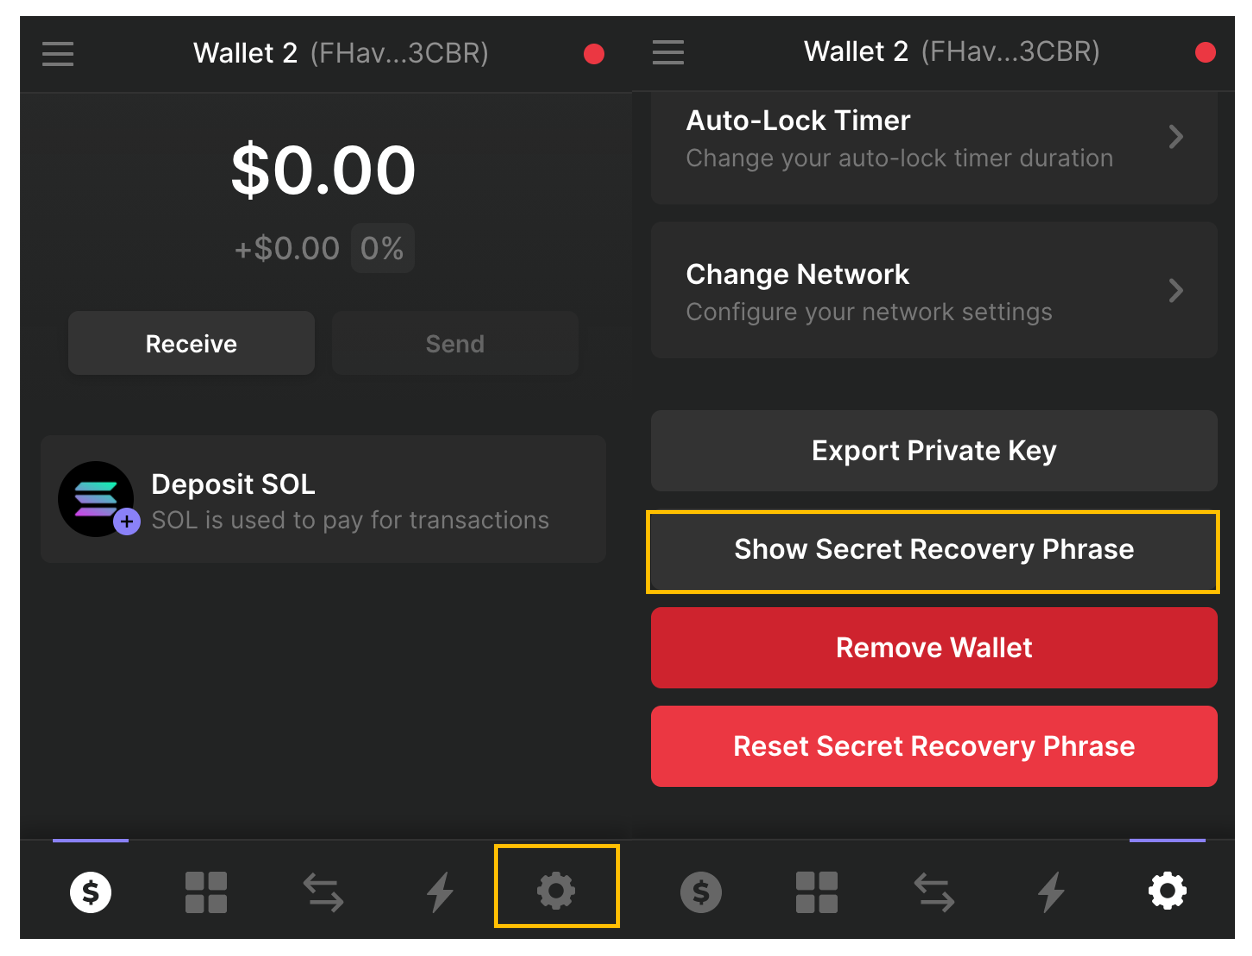 Wallet 2 (FHav...3CBR)
$0.00
+$0.00 0%
Receive
Send
Deposit SOL
SOL is used to pay for transactions
$
Wallet 2 (FHav...3CBR)
Auto-Lock Timer
Change your auto-lock timer duration
Change Network
Configure your network settings
Export Private Key
Show Secret Recovery Phrase
Remove Wallet
Reset Secret Recovery Phrase
$